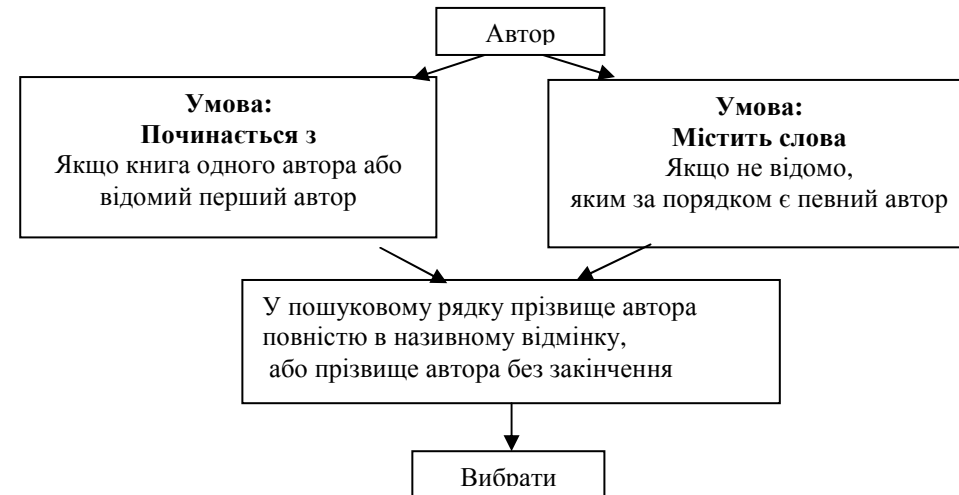 Автор
Умова:
Починається з
Якщо книга одного автора або
відомий перший автор
Умова:
Містить слова
Якщо не відомо,
яким за порядком є певний автор
У пошуковому рядку прізвище автора
повністю в називному відмінку,
або прізвище автора без закінчення
Вибрати